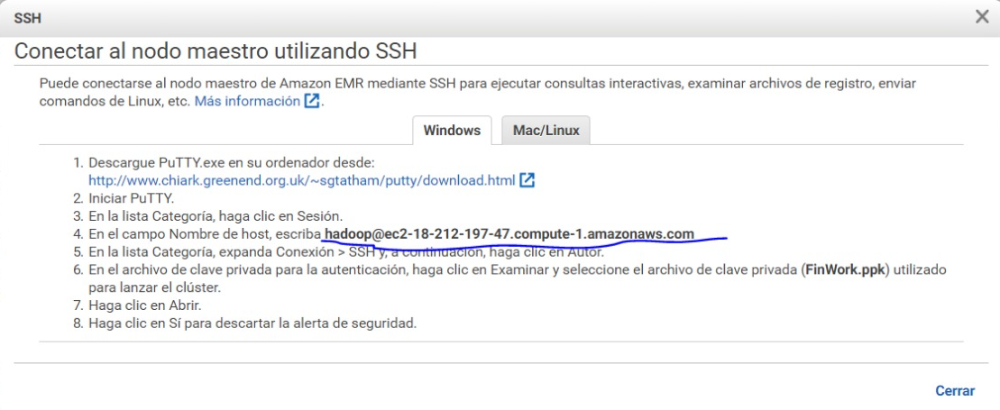 SSH
Conectar al nodo maestro utilizando SSH
Puede conectarse al nodo maestro de Amazon EMR mediante SSH para ejecutar consultas interactivas, examinar archivos de registro, enviar
comandos de Linux, etc. Más información.
Windows Mac/Linux
1. Descargue PuTTY.exe en su ordenador desde:
http://www.chiark.greenend.org.uk/~sgtatham/putty/download.html
2. Iniciar PuTTY.
3. En la lista Categoría, haga clic en Sesión.
4. En el campo Nombre de host, escriba hadoop@ec2-18-212-197-47.compute-1.amazonaws.com
5. En la lista Categoría, expanda Conexión > SSH y, a continuación, haga clic en Autor.
6. En el archivo de clave privada para la autenticación, haga clic en Examinar y seleccione el archivo de clave privada (FinWork.ppk) utilizado
para lanzar el clúster.
7. Haga clic en Abrir.
8. Haga clic en Sí para descartar la alerta de seguridad.
Cerrar